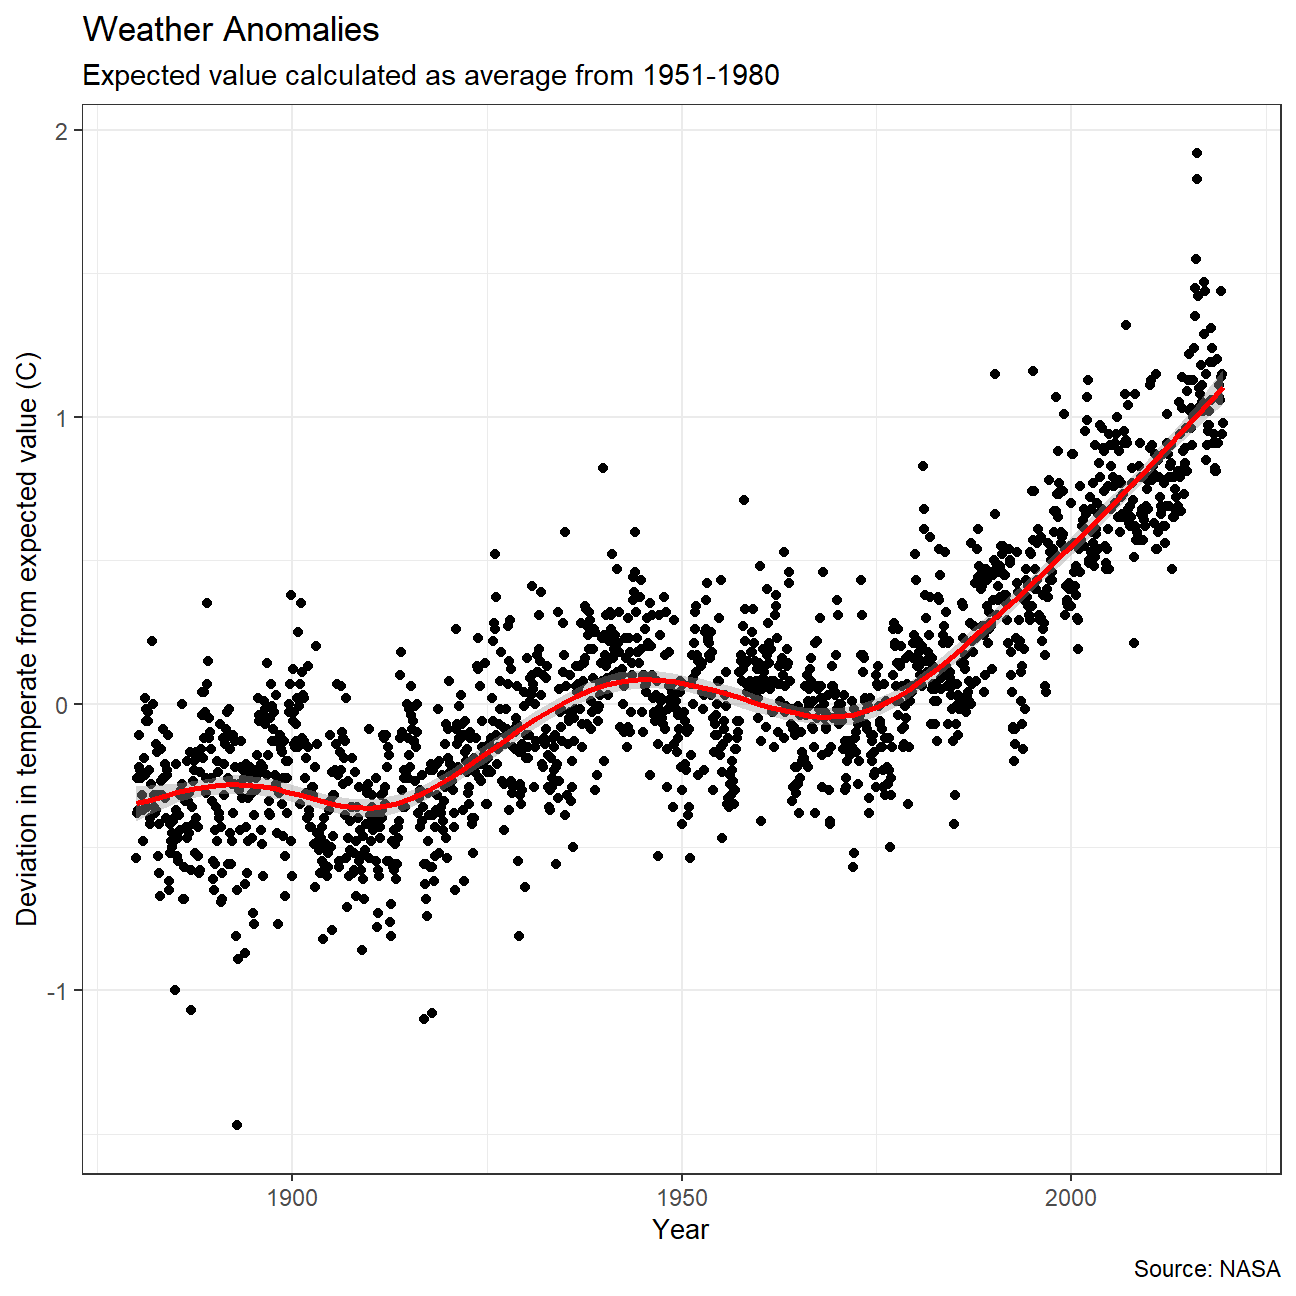 Weather Anomalies
Expected value calculated as average from 1951-1980
Deviation in temperate from expected value (C)
2
1
0
-1
1900
1950
2000
Year
Source: NASA